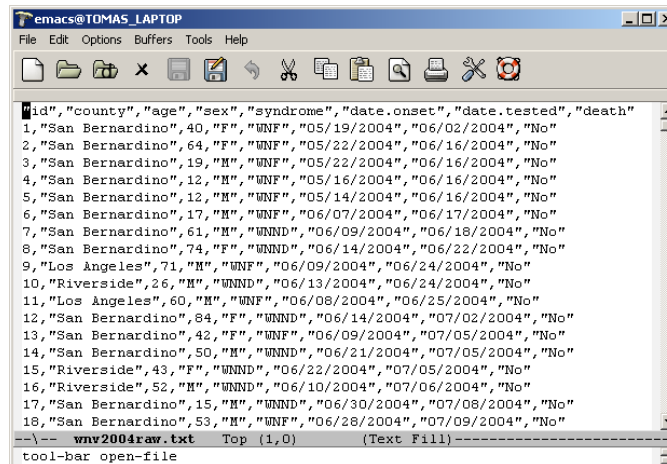 emacs@TOMAS_LAPTOP
File Edit Options Buffers Tools Help
"id","county","age","sex","syndrome","date.onset","date.tested","death"
1,"San Bernardino",40,"F","WNF","05/19/2004","06/02/2004","No"
2,"San Bernardino",64,"F","WNF","05/22/2004","06/16/2004","No"
3,"San Bernardino",19,"M","WNF","05/22/2004","06/16/2004","No"
4,"San Bernardino",12,"M","WNF","05/16/2004","06/16/2004","No"
5,"San Bernardino",12,"M","WNF","05/14/2004","06/16/2004","No"
6,"San Bernardino",17,"M","WNF","06/07/2004","06/17/2004","No"
7,"San Bernardino",61,"M","WNND","06/09/2004","06/18/2004","No"
8,"San Bernardino",74,"F","WNND","06/14/2004","06/22/2004","No"
9,"Los Angeles",71,"M","WNF","06/09/2004","06/24/2004","No"
10,"Riverside",26,"M","WNND","06/13/2004","06/24/2004","No"
11,"Los Angeles",60,"M","WNF","06/08/2004","06/25/2004","No"
12,"San Bernardino",84,"F","WNND","06/14/2004","07/02/2004","No"
13,"San Bernardino",42,"F","WNF","06/09/2004","07/05/2004","No"
14,"San Bernardino",50,"M","WNND","06/21/2004","07/05/2004","No"
15,"Riverside",43,"F","WNND","06/22/2004","07/05/2004","No"
16,"Riverside",52,"M","WNND","06/10/2004","07/06/2004","No"
17,"San Bernardino",15,"M","WNND","06/30/2004","07/08/2004","No"
18,"San Bernardino",53,"M","WNF","06/28/2004","07/09/2004","No"
--\-- wnv2004raw.txt Top (1,0) (Text Fill)------------------------
tool-bar open-file